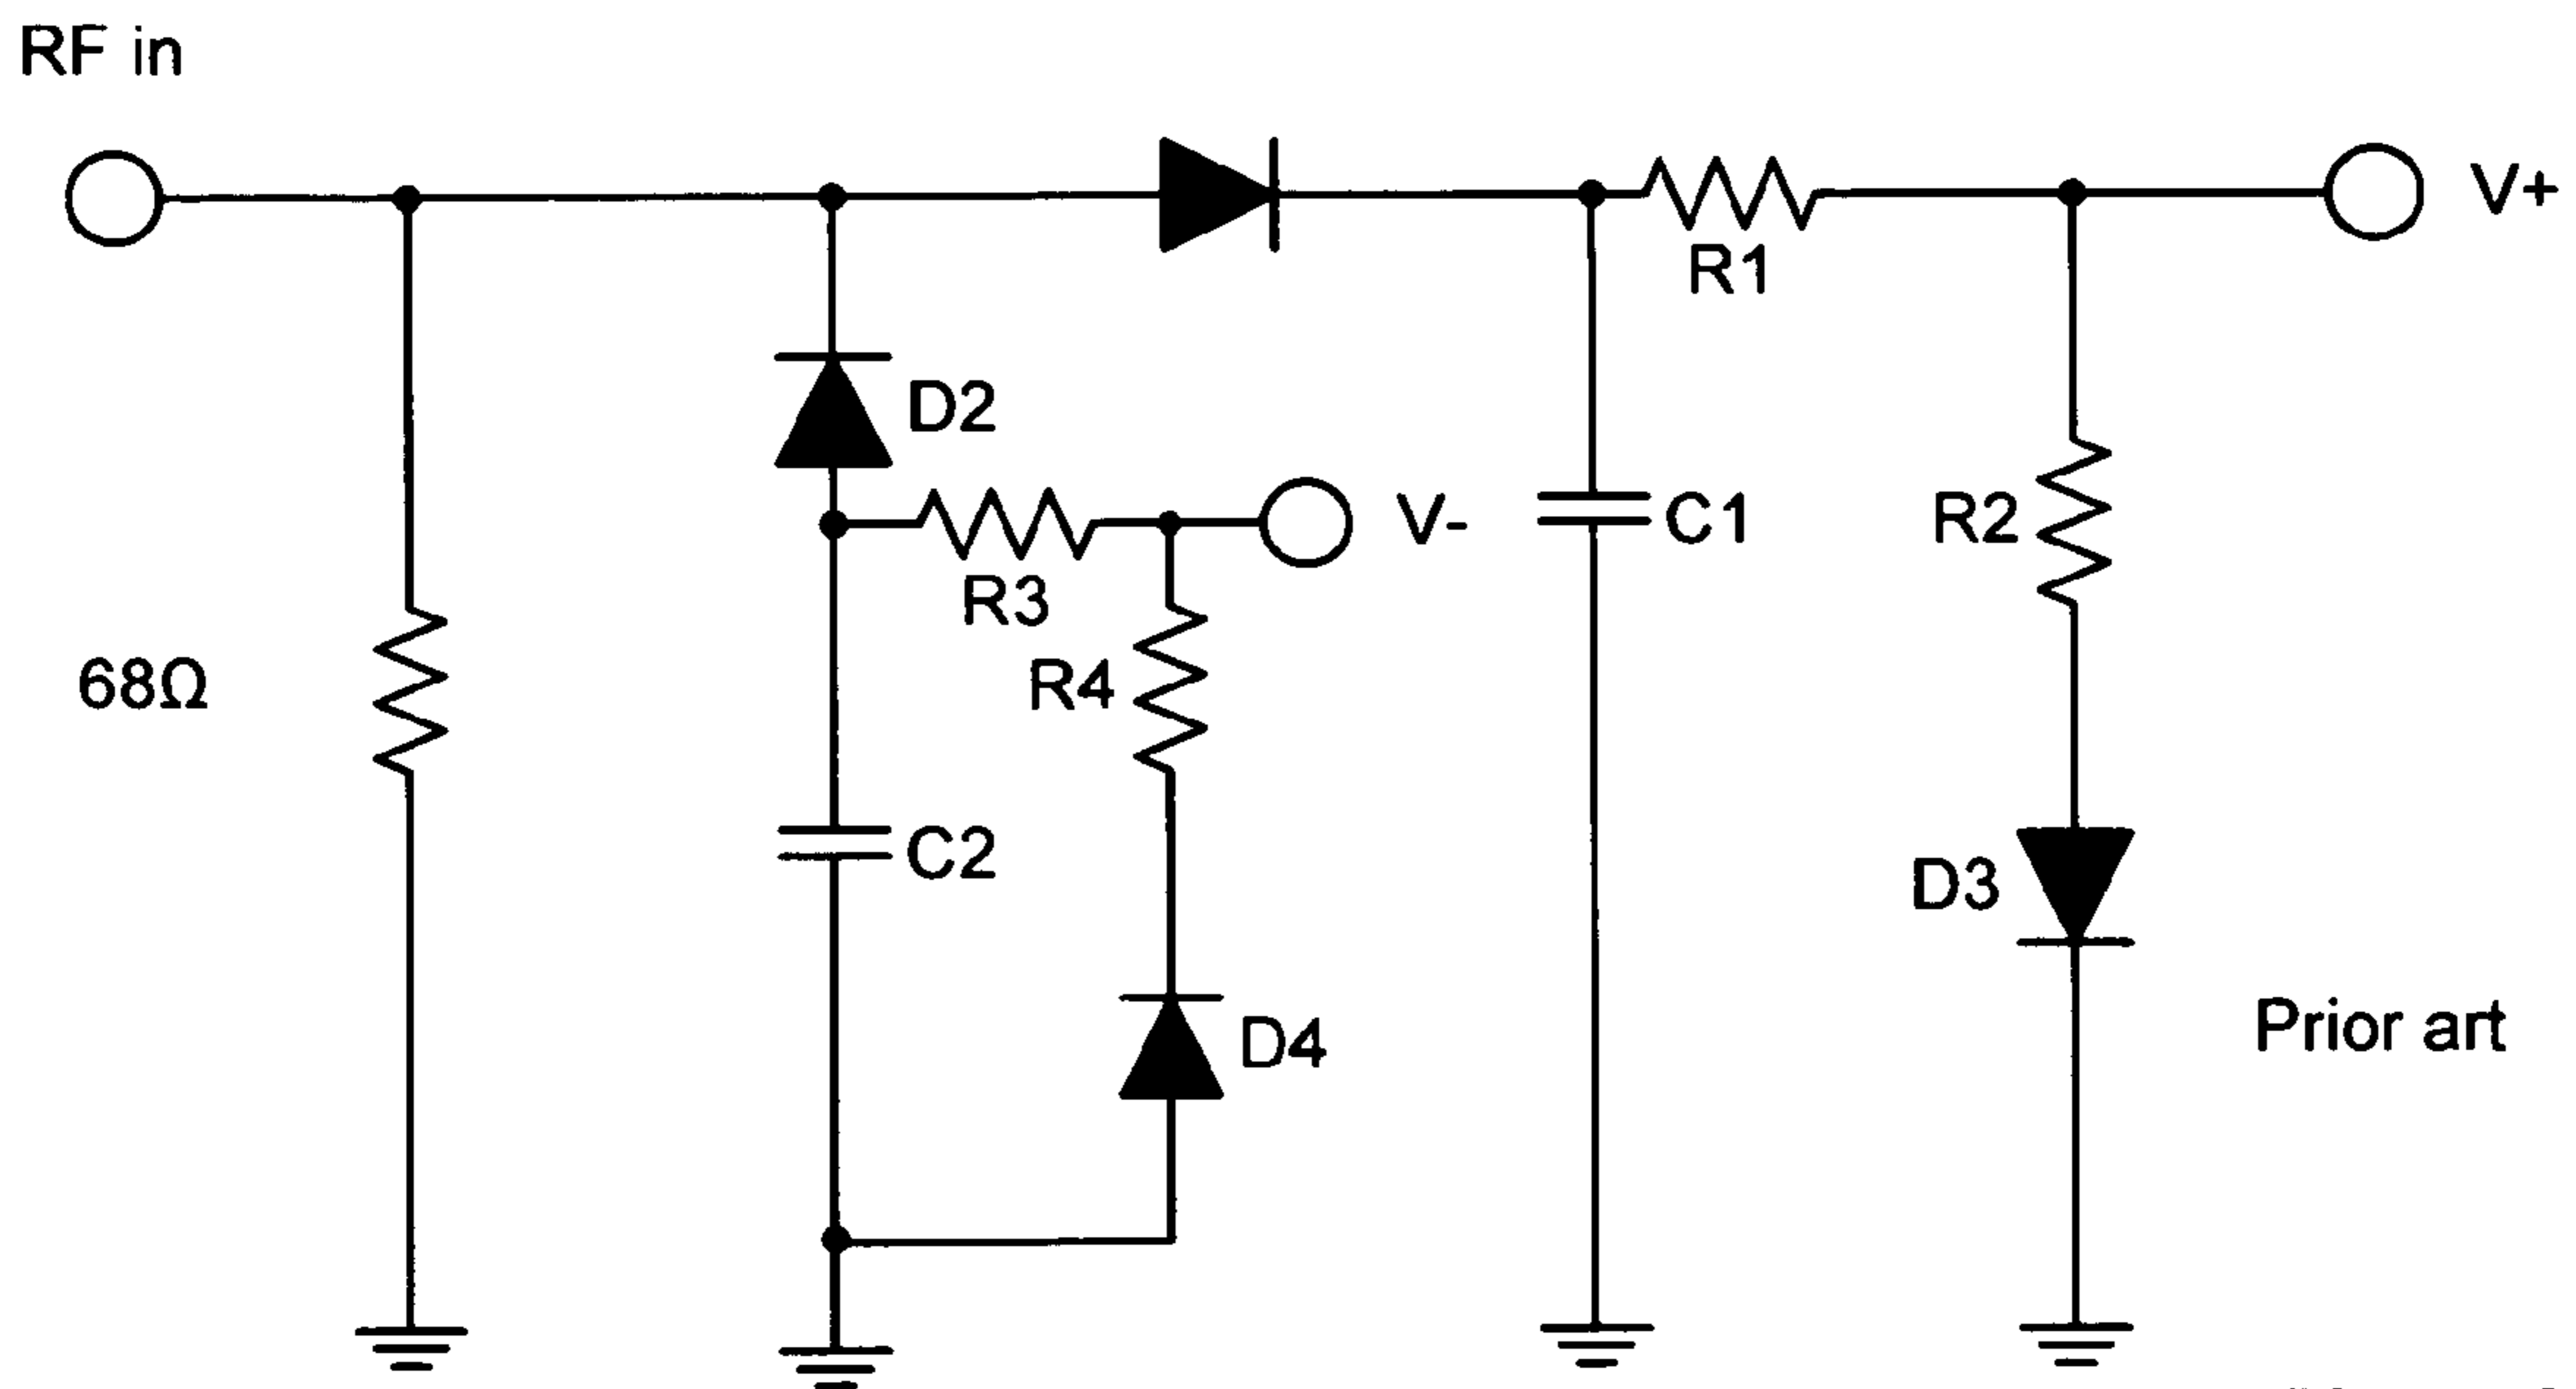 RF in
V+
R1
D2
V-
C1
R2
R3
R4
68Ω
C2
D3
D4
Prior art